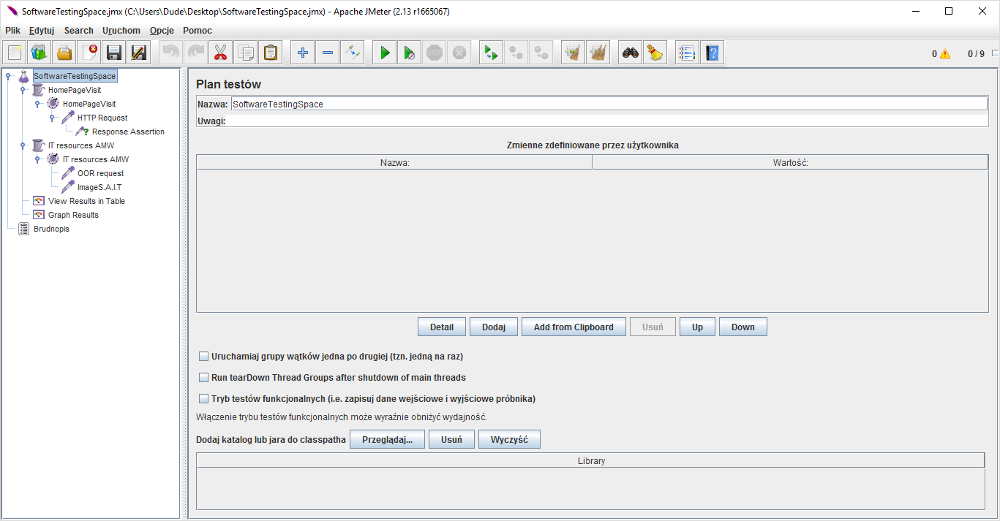 SoftwareTestingSpace.jmx (C:\Users\Dude\Desktop\SoftwareTestingSpace.jmx) - Apache JMeter (2.13 r1665067)
Plik Edytuj Search Uruchom Opcje Pomoc
STOP
0 0 / 9
SoftwareTestingSpace
HomePageVisit
HomePageVisit
HTTP Request
Response Assertion
IT resources AMW
IT resources AMW
OOR request
ImageS.A.I.T
View Results in Table
Graph Results
Brudnopis
Plan testów
Nazwa: SoftwareTestingSpace
Uwagi:
Zmienne zdefiniowane przez użytkownika
Nazwa: Wartość:
Detail Dodaj Add from Clipboard Usuń Up Down
Uruchamiaj grupy wątków jedna po drugiej (tzn. jedną na raz)
Run tearDown Thread Groups after shutdown of main threads
Tryb testów funkcjonalnych (i.e. zapisuj dane wejściowe i wyjściowe próbnika)
Włączenie trybu testów funkcjonalnych może wyraźnie obniżyć wydajność.
Dodaj katalog lub jara do classpatha Przeglądaj... Usuń Wyczyść
Library